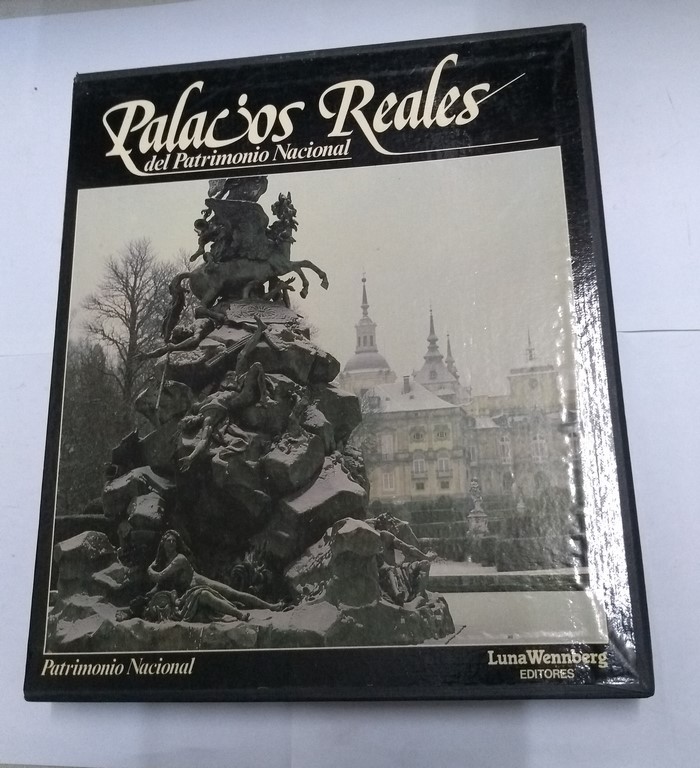 Palacios Reales
del Patrimonio Nacional
Patrimonio Nacional
LunaWennberg
EDITORES